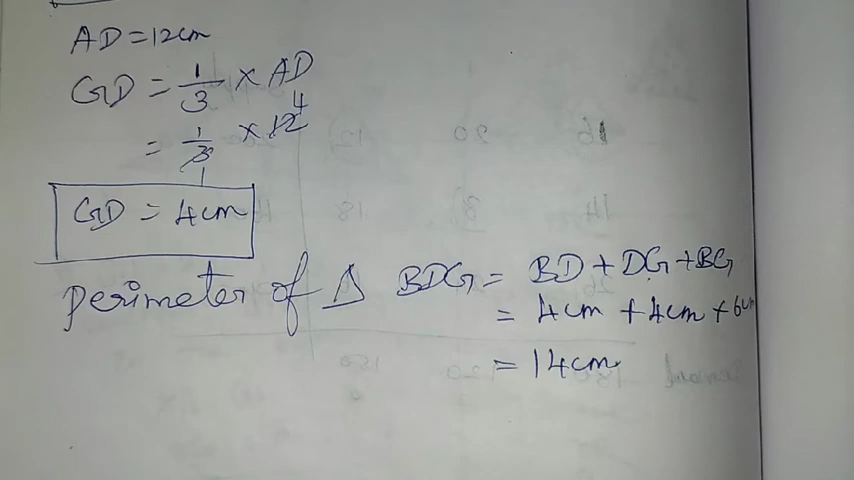 AD = 12cm
GD = 1/3 × AD
= 1/3 × 12 4
1
GD = 4cm
perimeter of Δ BDG = BD + DG + BG
= 4cm + 4cm + 6cm
= 14cm